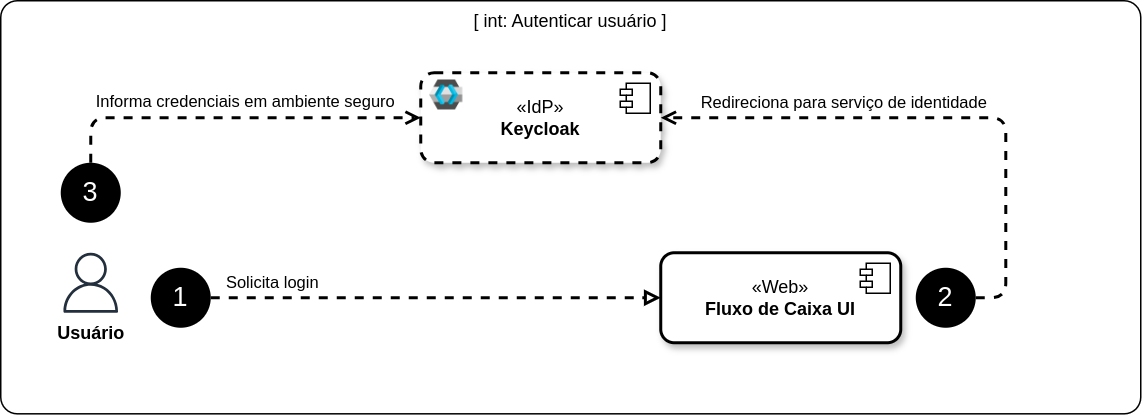 [ int: Autenticar usuário ]
Informa credenciais em ambiente seguro
«IdP»
Keycloak
Redireciona para serviço de identidade
3
Usuário
1
Solicita login
«Web»
Fluxo de Caixa UI
2